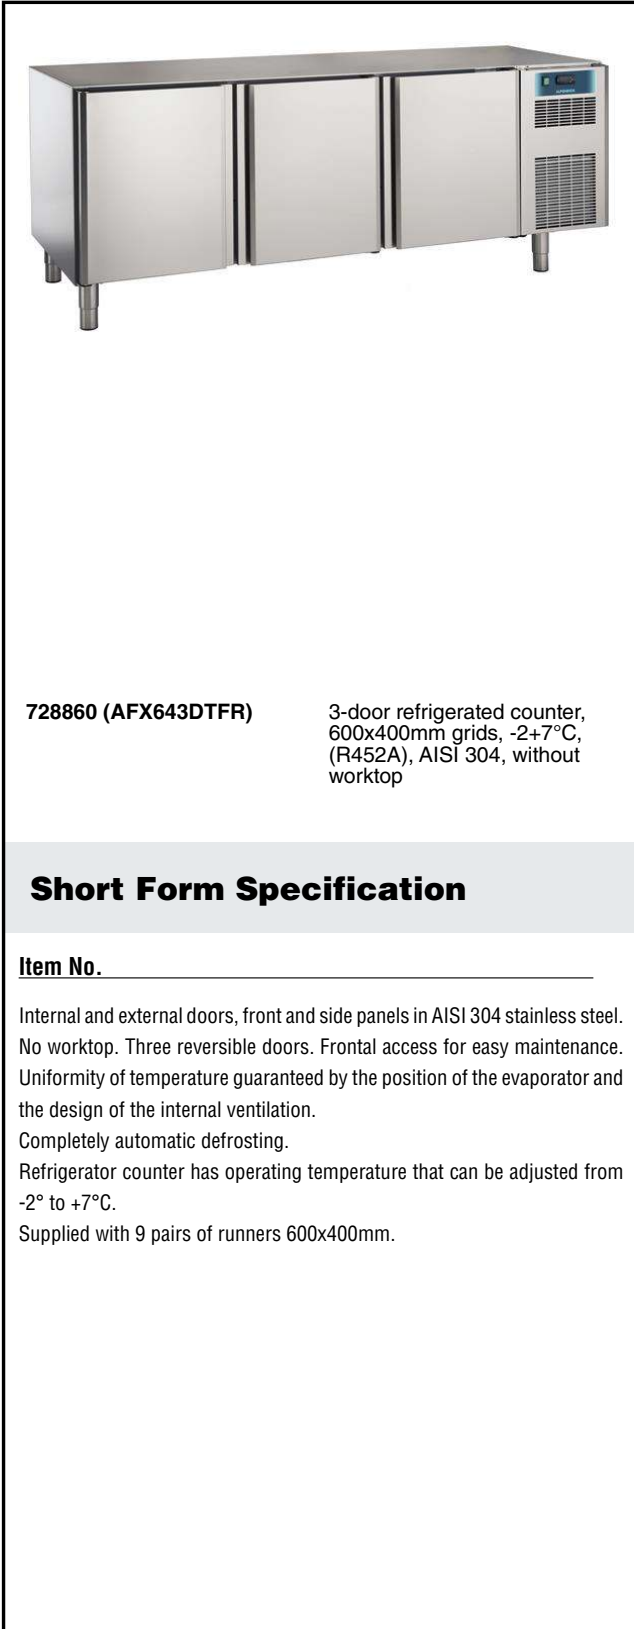 728860 (AFX643DTFR)
3-door refrigerated counter,
600x400mm grids, -2+7°C,
(R452A), AISI 304, without
worktop
Short Form Specification
Item No.
Internal and external doors, front and side panels in AISI 304 stainless steel.
No worktop. Three reversible doors. Frontal access for easy maintenance.
Uniformity of temperature guaranteed by the position of the evaporator and
the design of the internal ventilation.
Completely automatic defrosting.
Refrigerator counter has operating temperature that can be adjusted from
-2° to +7°C.
Supplied with 9 pairs of runners 600x400mm.